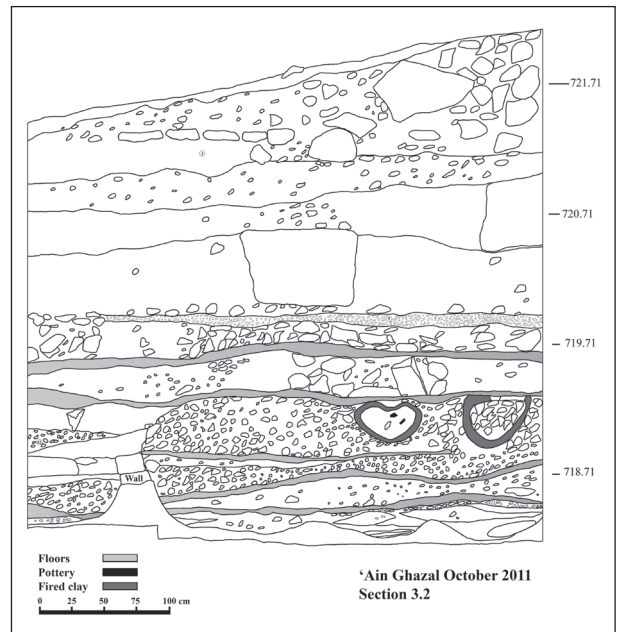 721.71
720.71
719.71
718.71
Wall
Floors
Pottery
Fired clay
0 25 50 75 100 cm
‘Ain Ghazal October 2011
Section 3.2